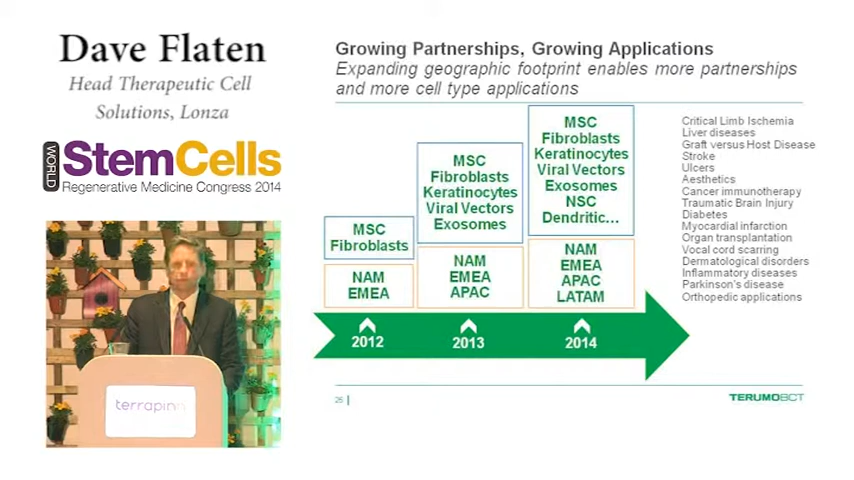 Dave Flaten
Head Therapeutic Cell
Solutions, Lonza
WORLD
StemCells
Regenerative Medicine Congress 2014
terrapinn
Growing Partnerships, Growing Applications
Expanding geographic footprint enables more partnerships
and more cell type applications
MSC
Fibroblasts
NAM
EMEA
2012
MSC
Fibroblasts
Keratinocytes
Viral Vectors
Exosomes
NAM
EMEA
APAC
2013
MSC
Fibroblasts
Keratinocytes
Viral Vectors
Exosomes
NSC
Dendritic...
NAM
EMEA
APAC
LATAM
2014
Critical Limb Ischemia
Liver diseases
Graft versus Host Disease
Stroke
Ulcers
Aesthetics
Cancer immunotherapy
Traumatic Brain Injury
Diabetes
Myocardial infarction
Organ transplantation
Vocal cord scarring
Dermatological disorders
Inflammatory diseases
Parkinson's disease
Orthopedic applications
TERUMOBCT